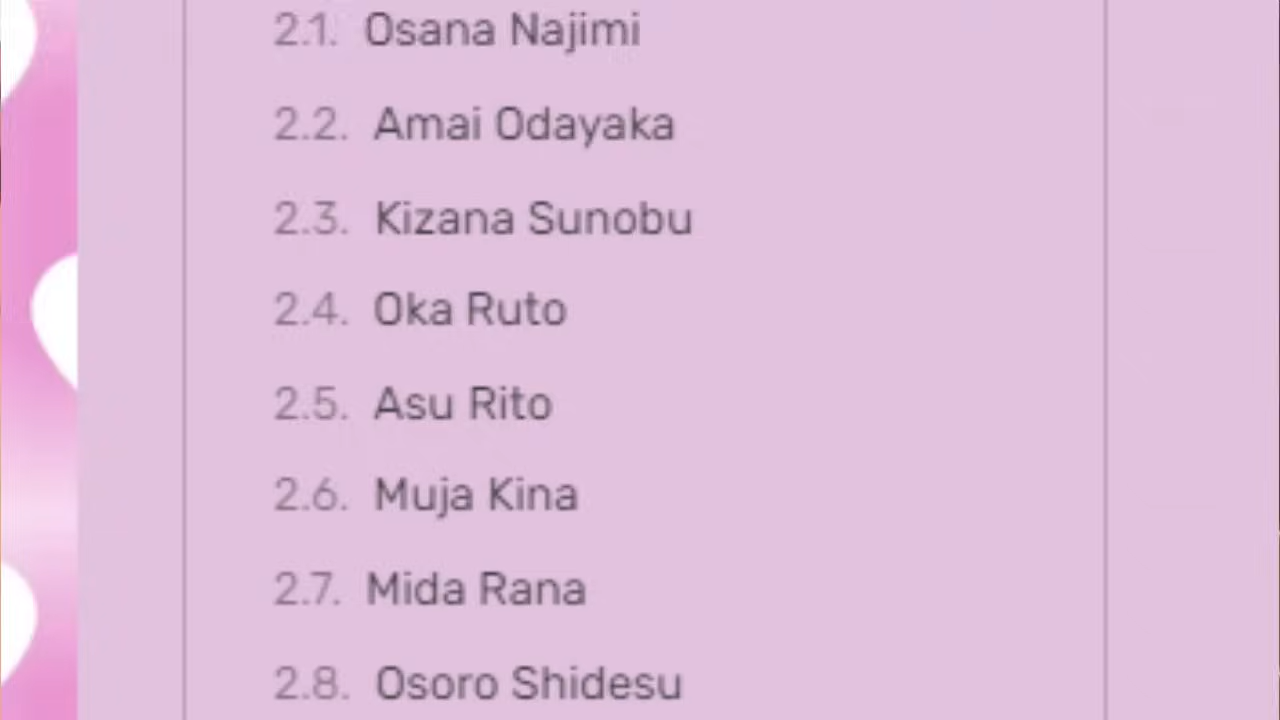 2.1. Osana Najimi
2.2. Amai Odayaka
2.3. Kizana Sunobu
2.4. Oka Ruto
2.5. Asu Rito
2.6. Muja Kina
2.7. Mida Rana
2.8. Osoro Shidesu